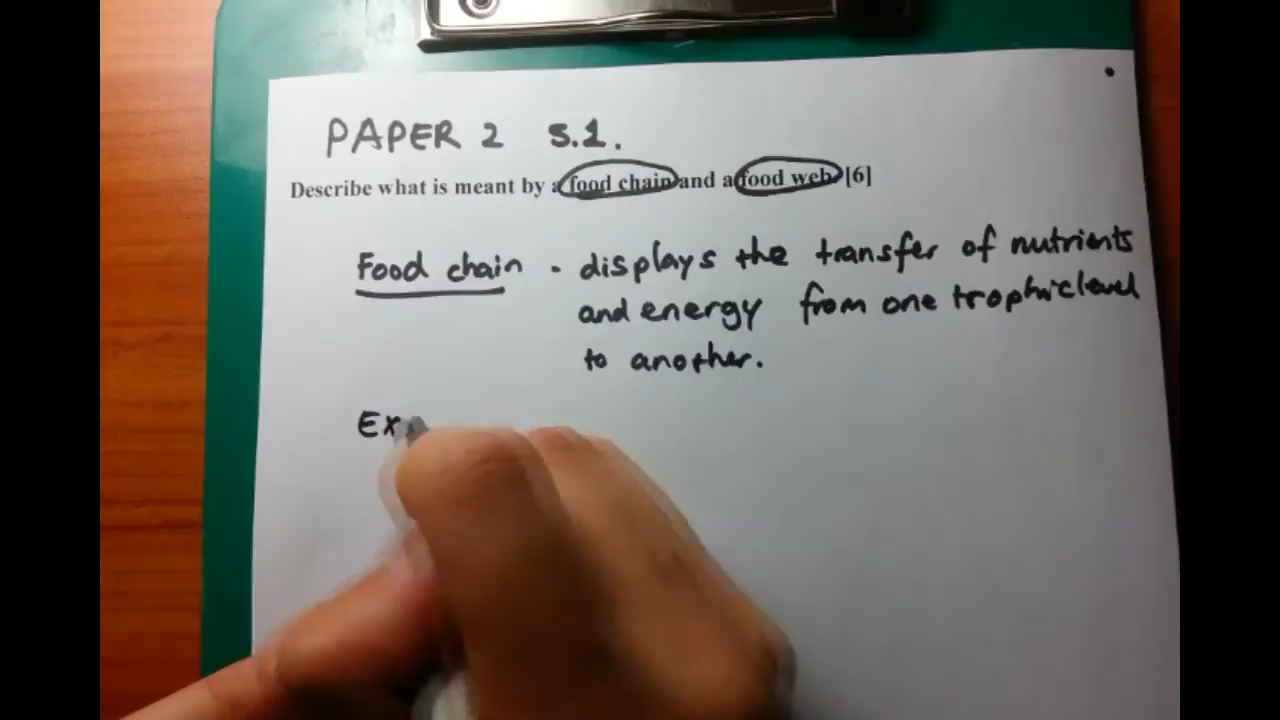 PAPER 2 5.1.
Describe what is meant by a food chain and a food web. [6]
Food chain - displays the transfer of nutrients
and energy from one trophic level
to another.
Exa